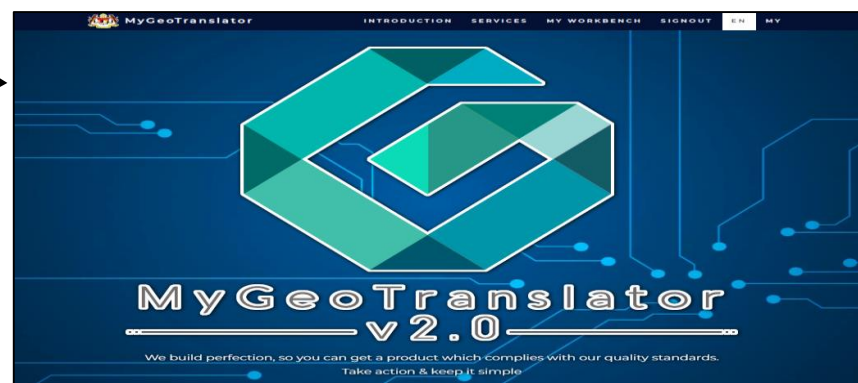 MyGeoTranslator INTRODUCTION SERVICES MY WORKBENCH SIGNOUT EN MY
MyGeoTranslator
v2.0
We build perfection, so you can get a product which complies with our quality standards.
Take action & keep it simple